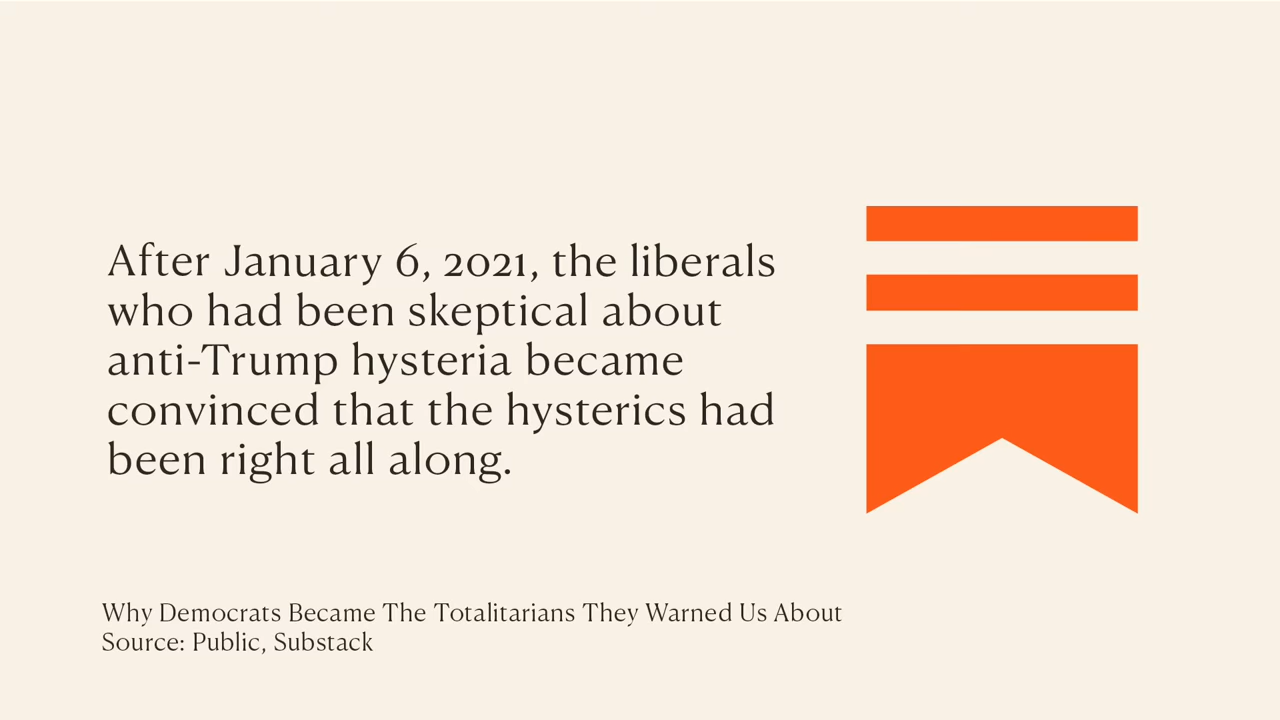 After January 6, 2021, the liberals
who had been skeptical about
anti-Trump hysteria became
convinced that the hysterics had
been right all along.
Why Democrats Became The Totalitarians They Warned Us About
Source: Public, Substack